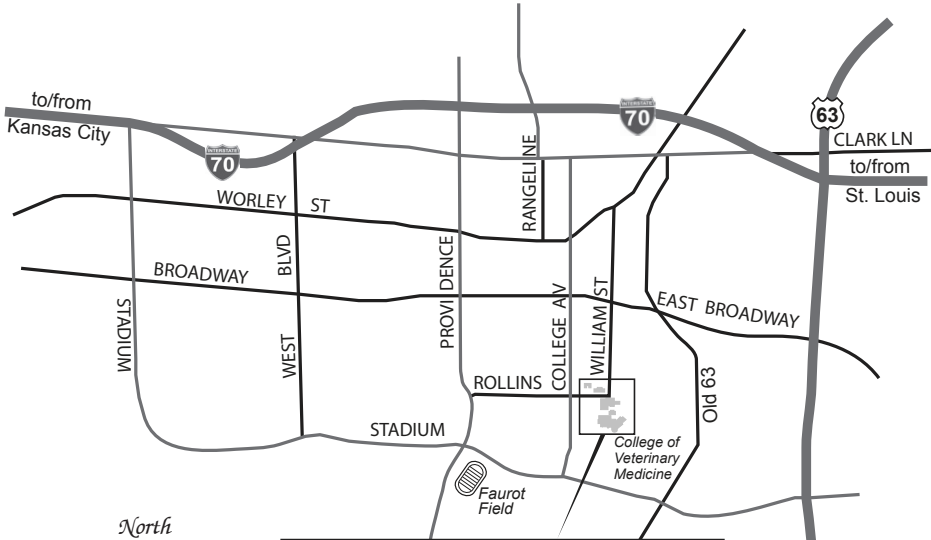 to/from
Kansas City
INTERSTATE
70
INTERSTATE
70
63
CLARK LN
to/from
St. Louis
WORLEY ST
RANGELINE
BROADWAY
WEST BLVD
PROVIDENCE
STADIUM
COLLEGE AV
WILLIAM ST
EAST BROADWAY
ROLLINS
Old 63
STADIUM
College of
Veterinary
Medicine
Faurot
Field
North